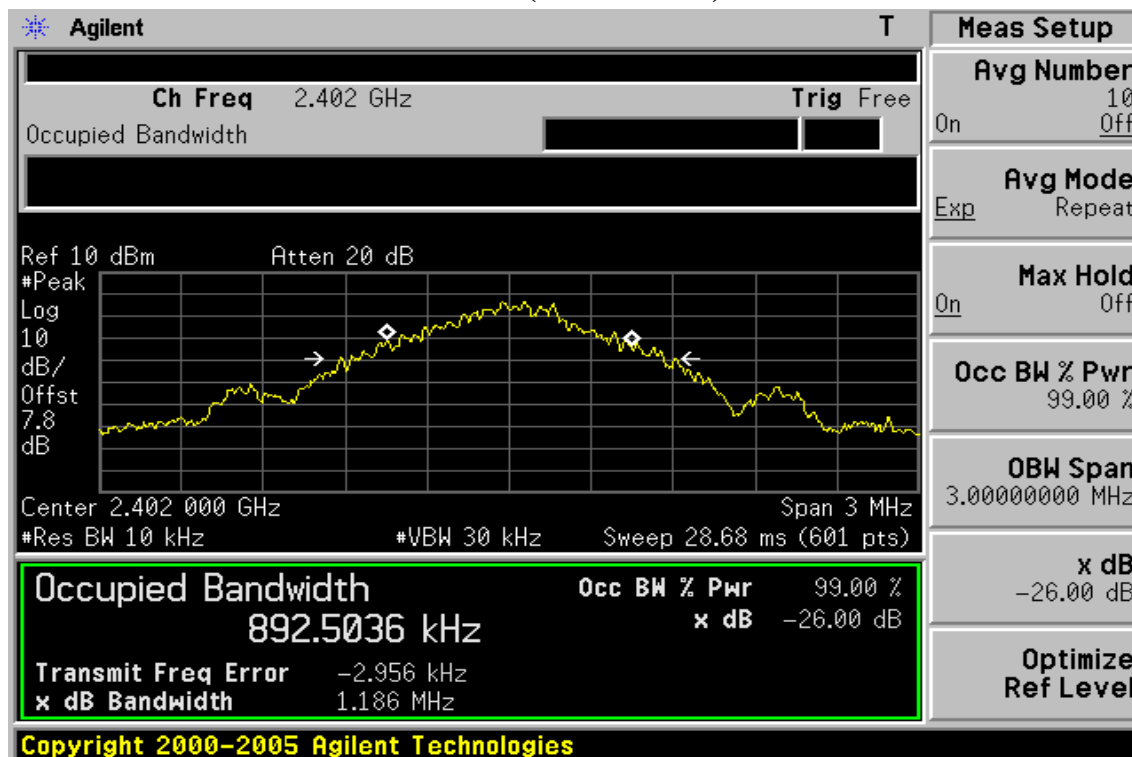 Agilent T
Meas Setup
Ch Freq 2.402 GHz Trig Free
Occupied Bandwidth
Avg Number
10
On Off
Avg Mode
Exp Repeat
Ref 10 dBm Atten 20 dB
#Peak
Log
10
dB/
Offst
7.8
dB
Max Hold
On Off
Occ BW % Pwr
99.00 %
Center 2.402 000 GHz Span 3 MHz
#Res BW 10 kHz #VBW 30 kHz Sweep 28.68 ms (601 pts)
OBW Span
3.00000000 MHz
Occupied Bandwidth
892.5036 kHz
Occ BW % Pwr 99.00 %
x dB -26.00 dB
Transmit Freq Error -2.956 kHz
x dB Bandwidth 1.186 MHz
x dB
-26.00 dB
Optimize
Ref Level
Copyright 2000-2005 Agilent Technologies